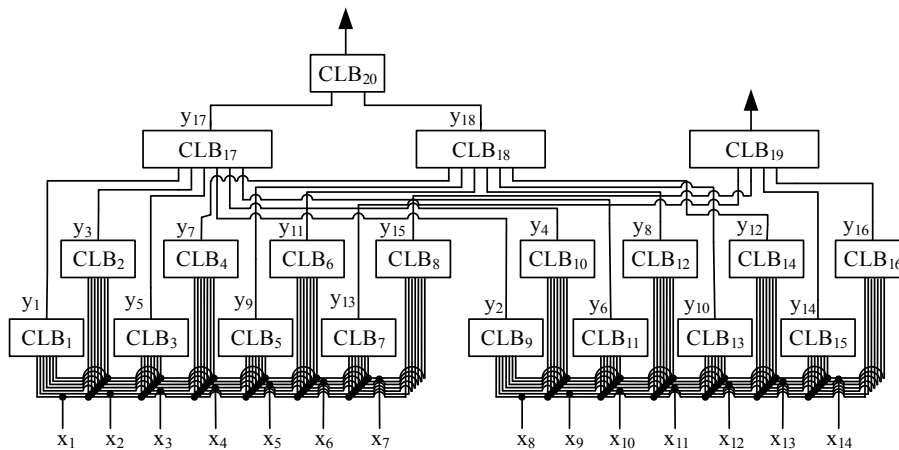 CLB₂₀
y₁₇ y₁₈
CLB₁₇ CLB₁₈ CLB₁₉
y₃ y₇ y₁₁ y₁₅ y₄ y₈ y₁₂ y₁₆
CLB₂ CLB₄ CLB₆ CLB₈ CLB₁₀ CLB₁₂ CLB₁₄ CLB₁₆
y₁ y₅ y₉ y₁₃ y₂ y₆ y₁₀ y₁₄
CLB₁ CLB₃ CLB₅ CLB₇ CLB₉ CLB₁₁ CLB₁₃ CLB₁₅
x₁ x₂ x₃ x₄ x₅ x₆ x₇ x₈ x₉ x₁₀ x₁₁ x₁₂ x₁₃ x₁₄